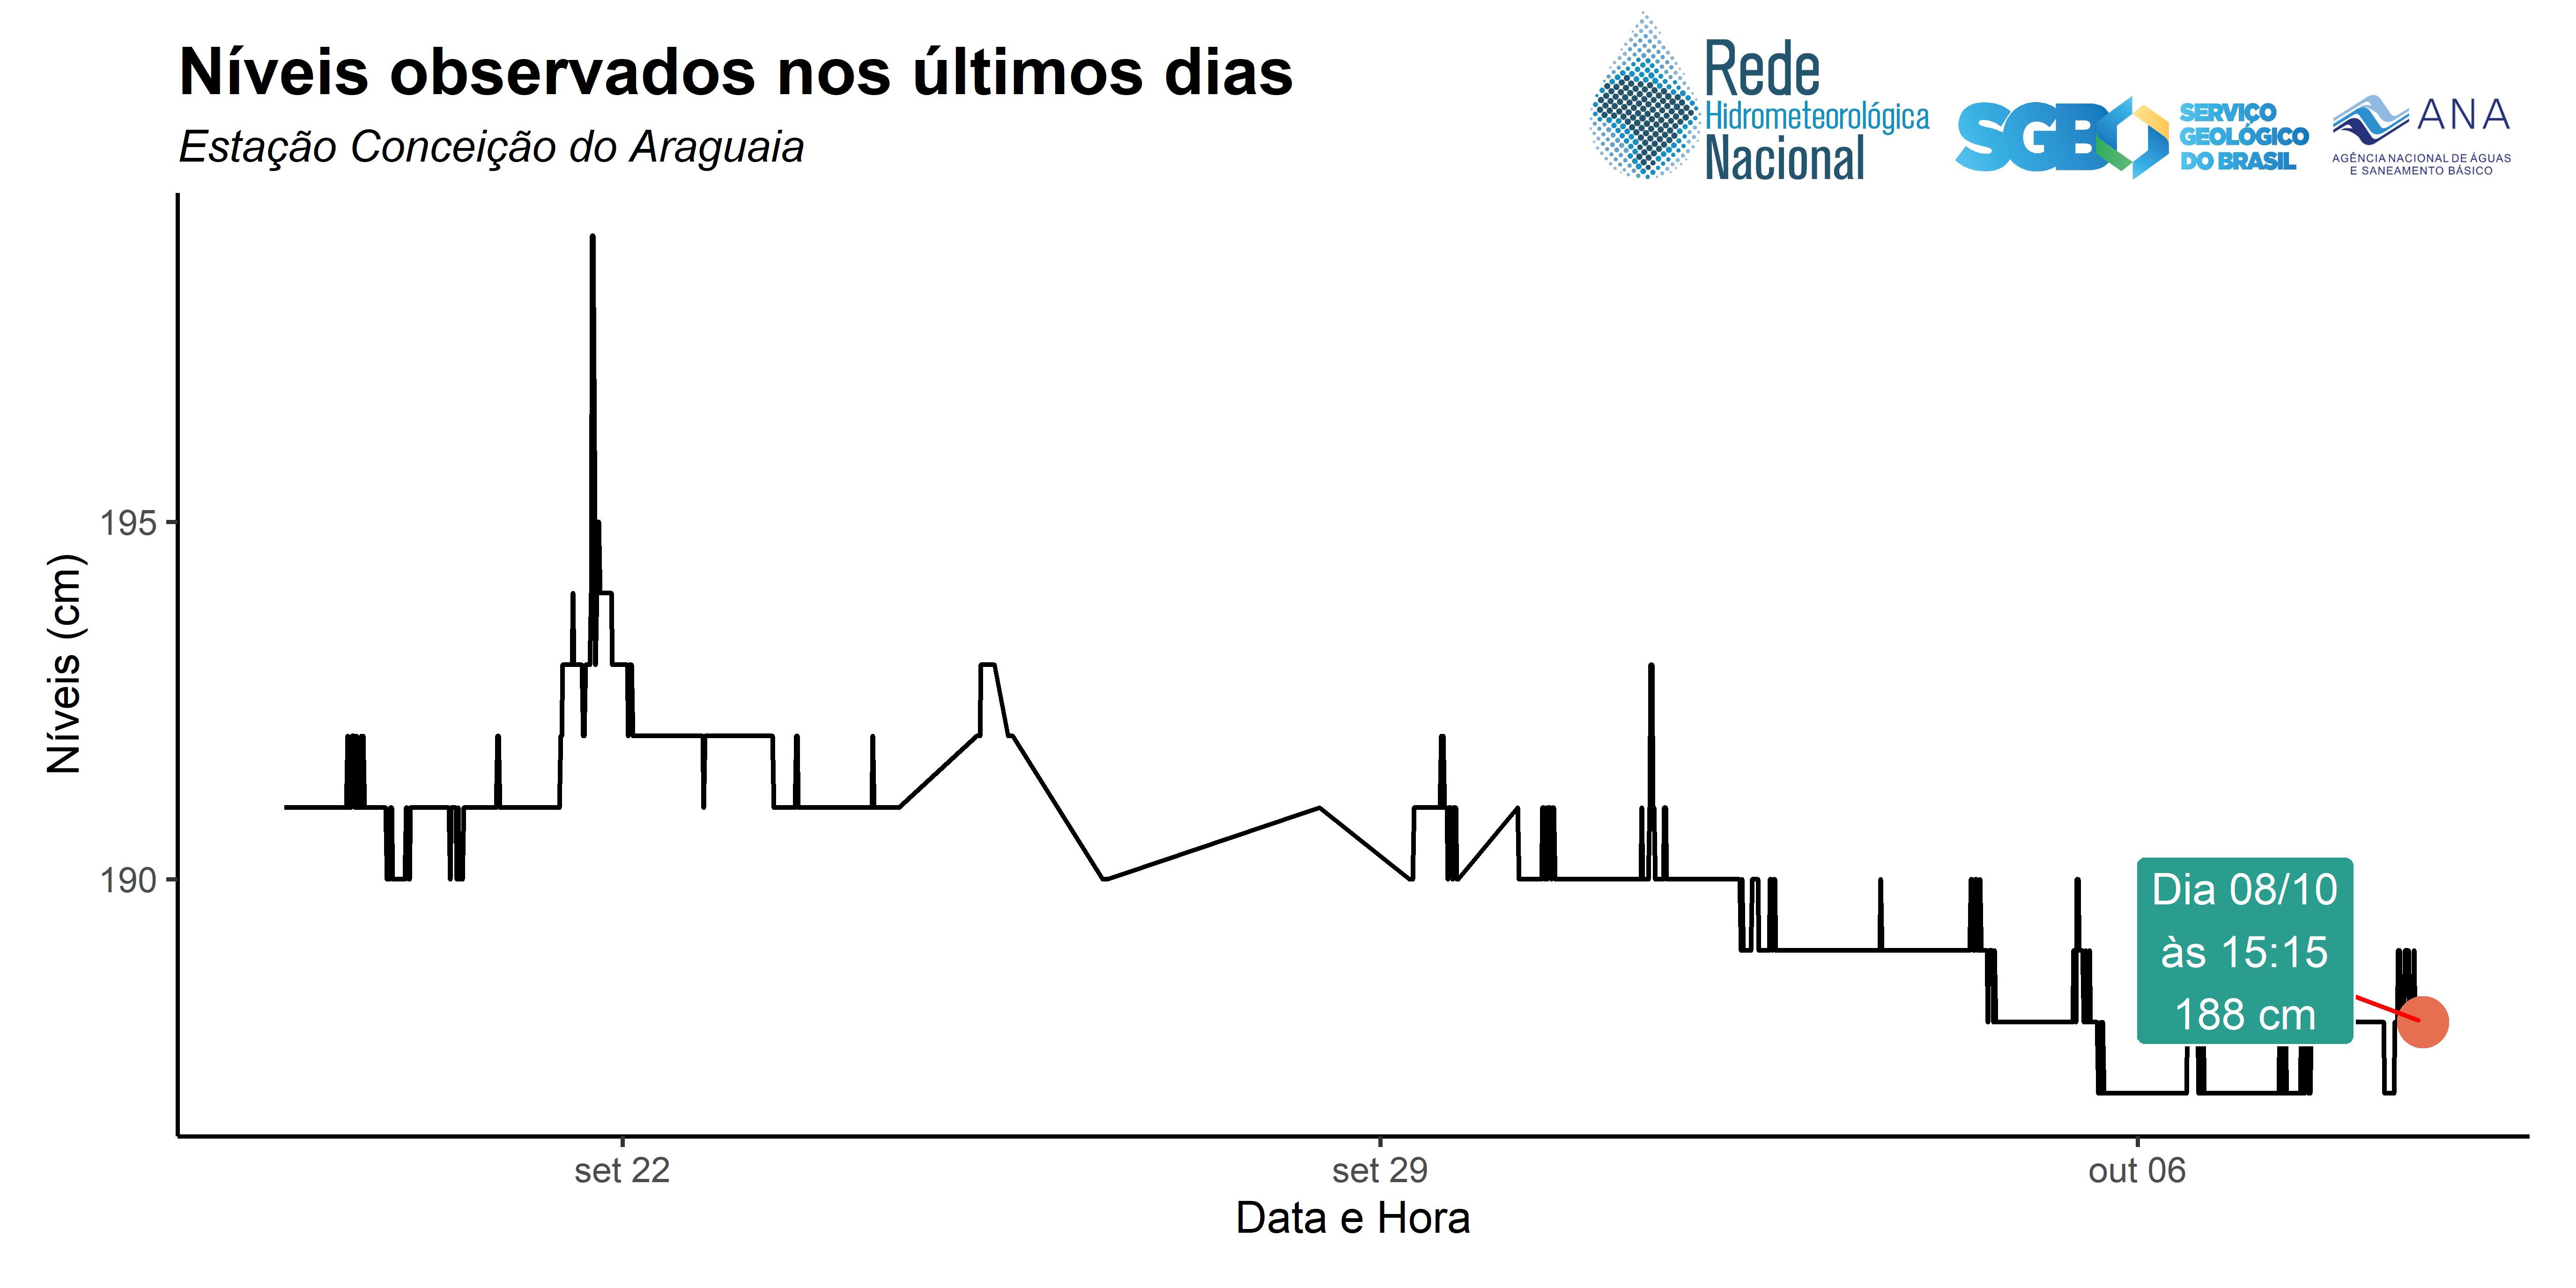 Níveis observados nos últimos dias
Estação Conceição do Araguaia
Rede
Hidrometeorológica
Nacional
SGB
SERVIÇO
GEOLÓGICO
DO BRASIL
ANA
AGÊNCIA NACIONAL DE ÁGUAS
E SANEAMENTO BÁSICO
Níveis (cm)
195
190
Dia 08/10
às 15:15
188 cm
set 22
set 29
out 06
Data e Hora